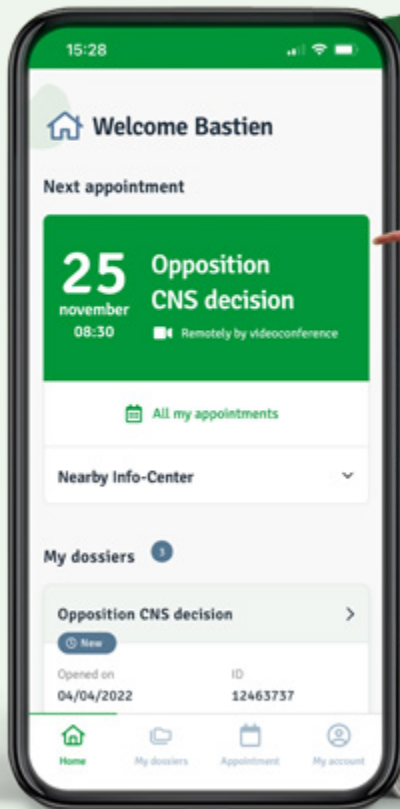 15:28
Welcome Bastien
Next appointment
25
november
08:30
Opposition
CNS decision
Remotely by videoconference
All my appointments
Nearby Info-Center
My dossiers 3
Opposition CNS decision
New
Opened on ID
04/04/2022 12463737
Home My dossiers Appointment My account